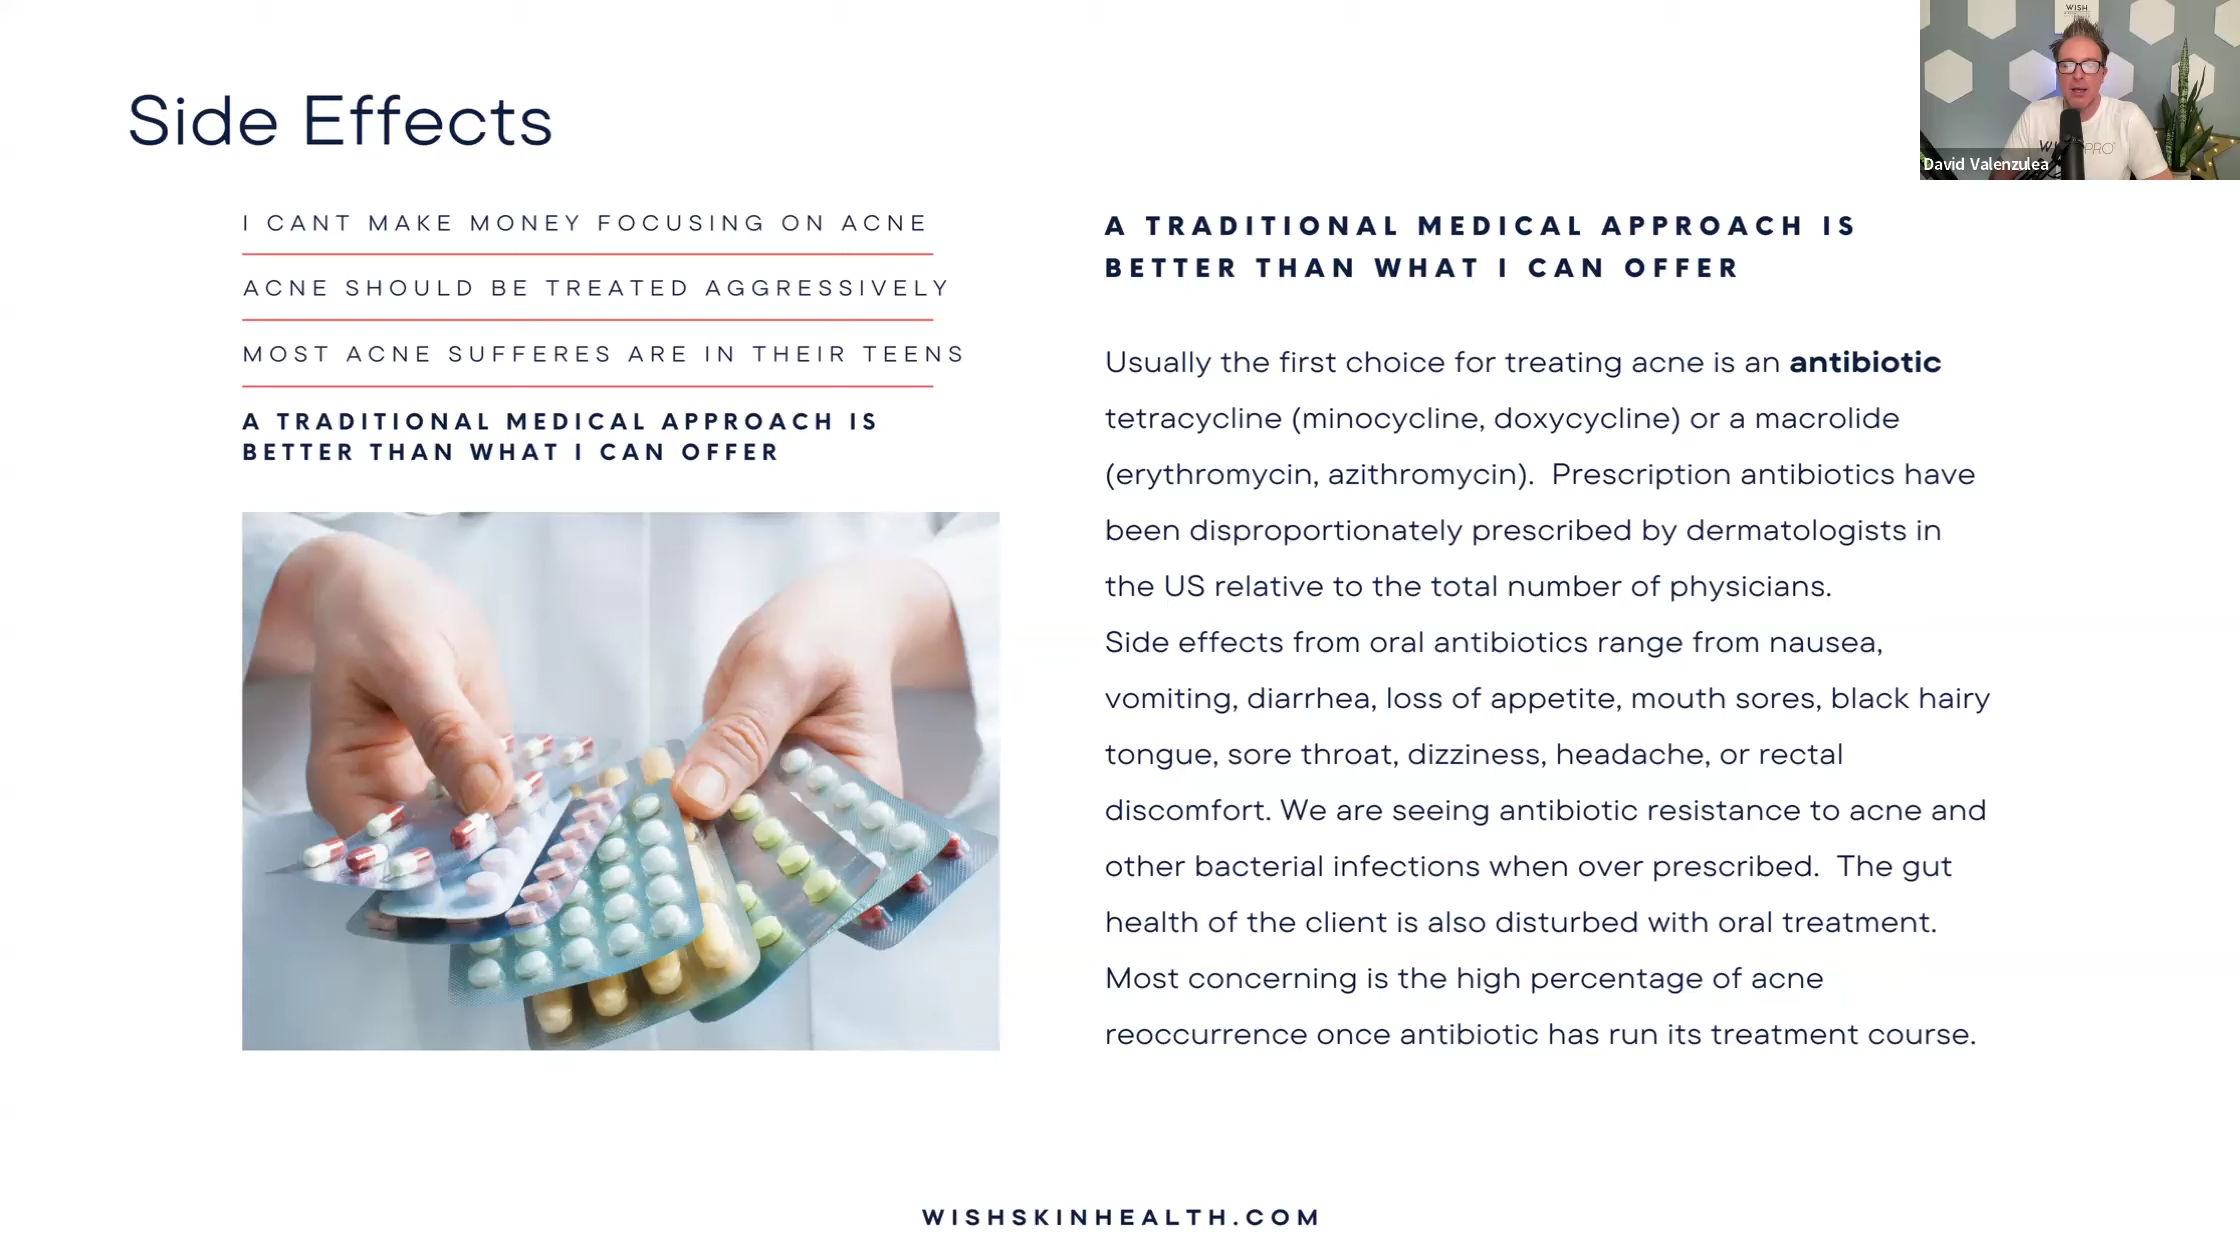 Side Effects
I CANT MAKE MONEY FOCUSING ON ACNE
ACNE SHOULD BE TREATED AGGRESSIVELY
MOST ACNE SUFFERES ARE IN THEIR TEENS
A TRADITIONAL MEDICAL APPROACH IS
BETTER THAN WHAT I CAN OFFER
A TRADITIONAL MEDICAL APPROACH IS
BETTER THAN WHAT I CAN OFFER
Usually the first choice for treating acne is an antibiotic
tetracycline (minocycline, doxycycline) or a macrolide
(erythromycin, azithromycin).  Prescription antibiotics have
been disproportionately prescribed by dermatologists in
the US relative to the total number of physicians.
Side effects from oral antibiotics range from nausea,
vomiting, diarrhea, loss of appetite, mouth sores, black hairy
tongue, sore throat, dizziness, headache, or rectal
discomfort. We are seeing antibiotic resistance to acne and
other bacterial infections when over prescribed.  The gut
health of the client is also disturbed with oral treatment.
Most concerning is the high percentage of acne
reoccurrence once antibiotic has run its treatment course.
WISH
PRO
David Valenzulea
WISHSKINHEALTH.COM